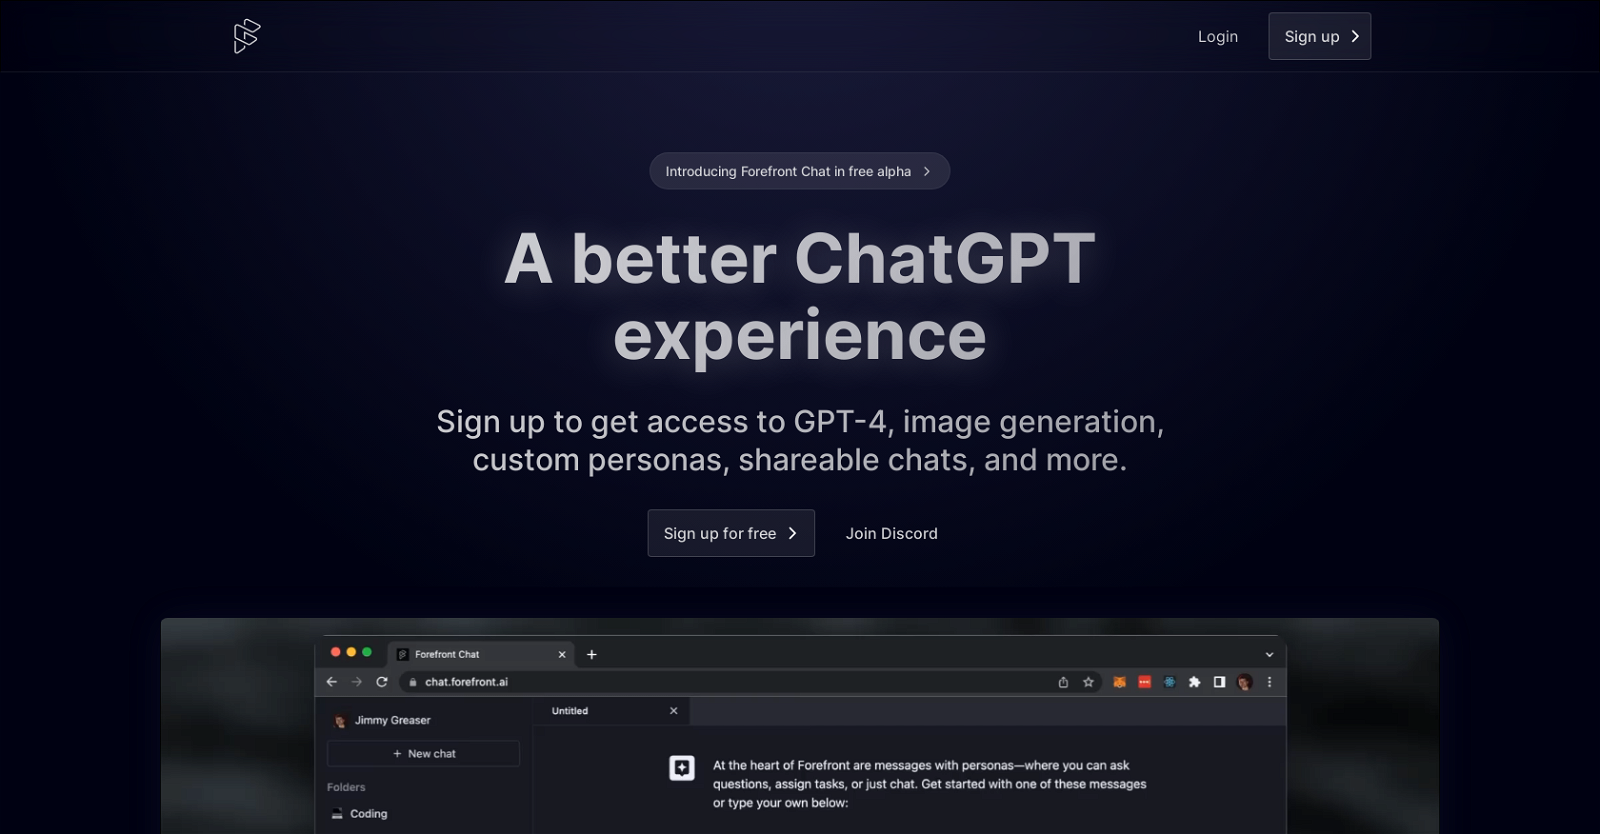 Login
Sign up
Introducing Forefront Chat in free alpha
A better ChatGPT
experience
Sign up to get access to GPT-4, image generation,
custom personas, shareable chats, and more.
Sign up for free
Join Discord
Forefront Chat
chat.forefront.ai
Jimmy Greaser
Untitled
+ New chat
At the heart of Forefront are messages with personas—where you can ask
questions, assign tasks, or just chat. Get started with one of these messages
or type your own below:
Folders
Coding